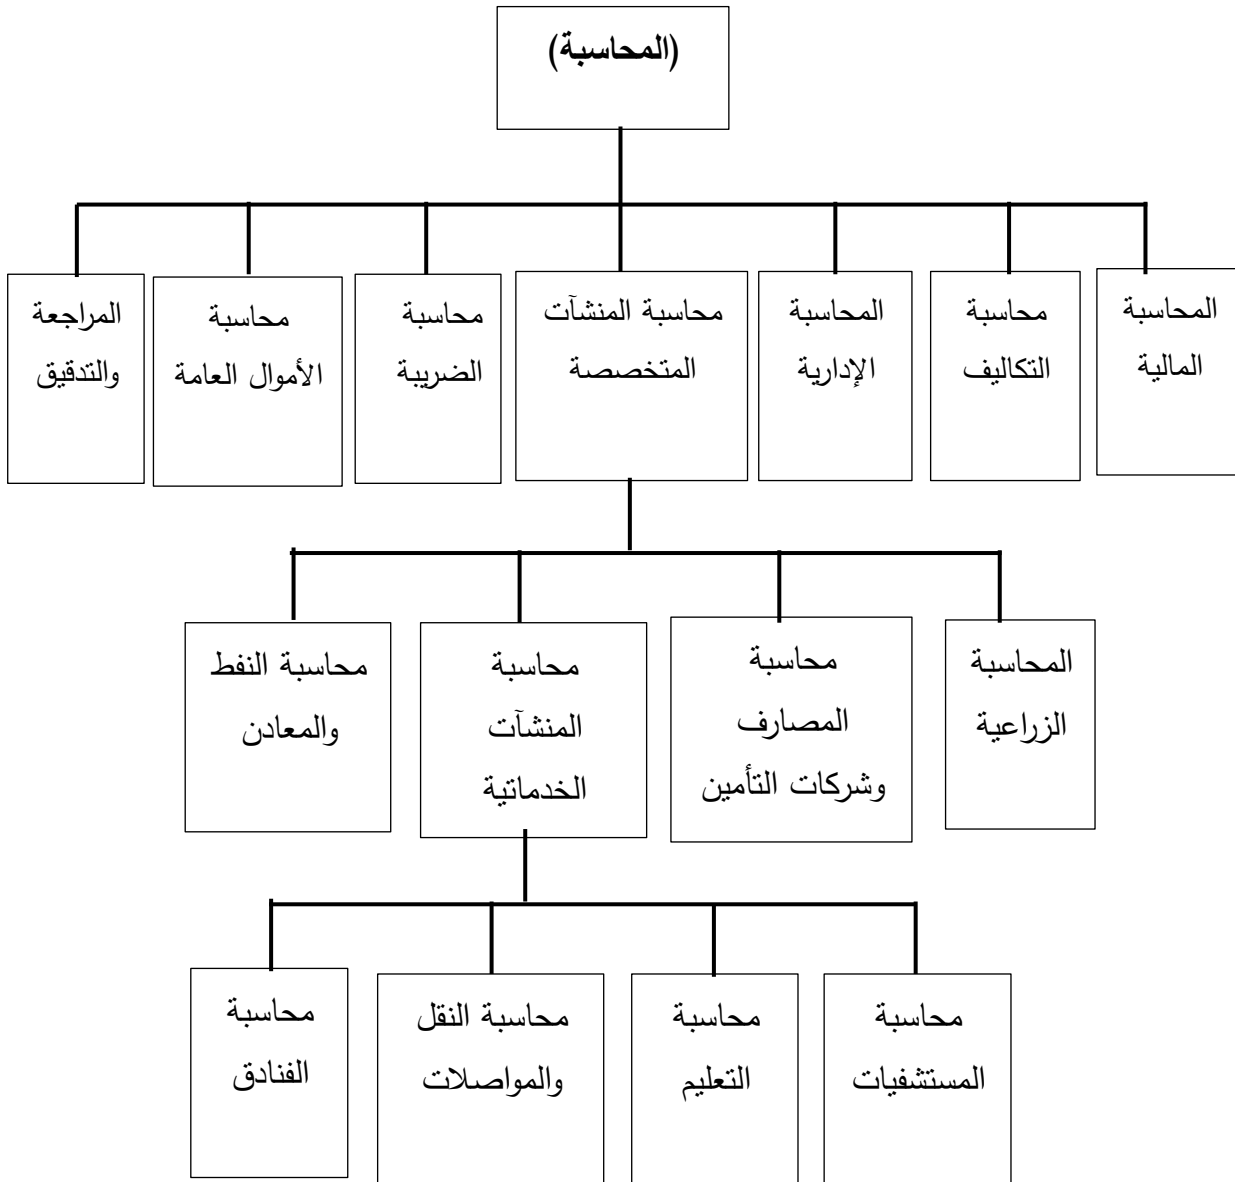 (المحاسبة)
المحاسبة
المالية
محاسبة
التكاليف
المحاسبة
الإدارية
محاسبة المنشآت
المتخصصة
محاسبة
الضريبة
محاسبة
الأموال العامة
المراجعة
والتدقيق
المحاسبة
الزراعية
محاسبة
المصارف
وشركات التأمين
محاسبة
المنشآت
الخدماتية
محاسبة النفط
والمعادن
محاسبة
المستشفيات
محاسبة
التعليم
محاسبة النقل
والمواصلات
محاسبة
الفنادق